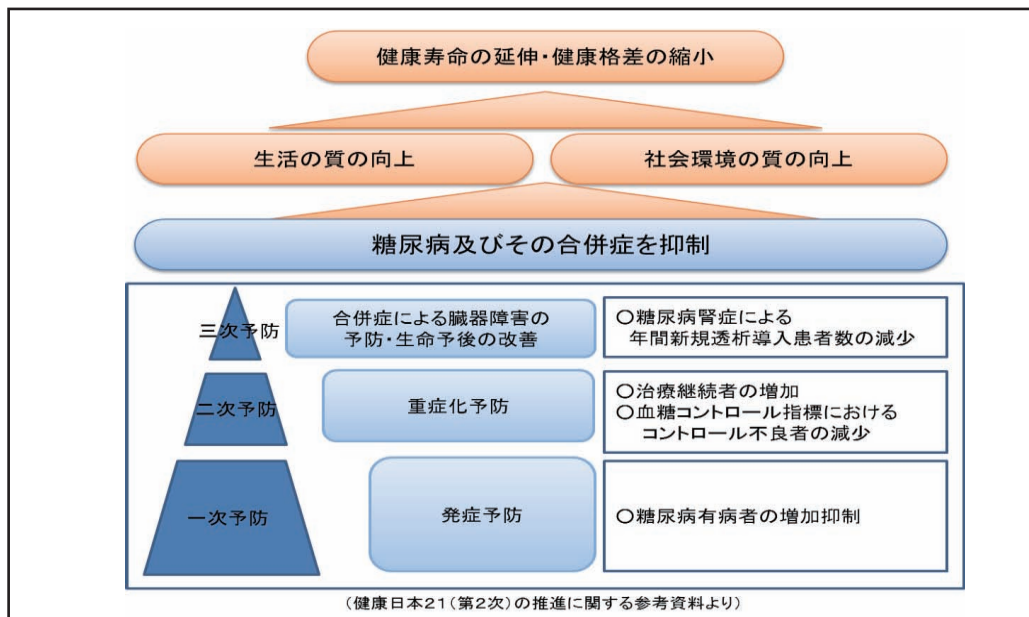 健康寿命の延伸・健康格差の縮小
生活の質の向上
社会環境の質の向上
糖尿病及びその合併症を抑制
三次予防
合併症による臓器障害の
予防・生命予後の改善
〇糖尿病腎症による
年間新規透析導入患者数の減少
二次予防
重症化予防
〇治療継続者の増加
〇血糖コントロール指標における
コントロール不良者の減少
一次予防
発症予防
〇糖尿病有病者の増加抑制
(健康日本21(第2次)の推進に関する参考資料より)